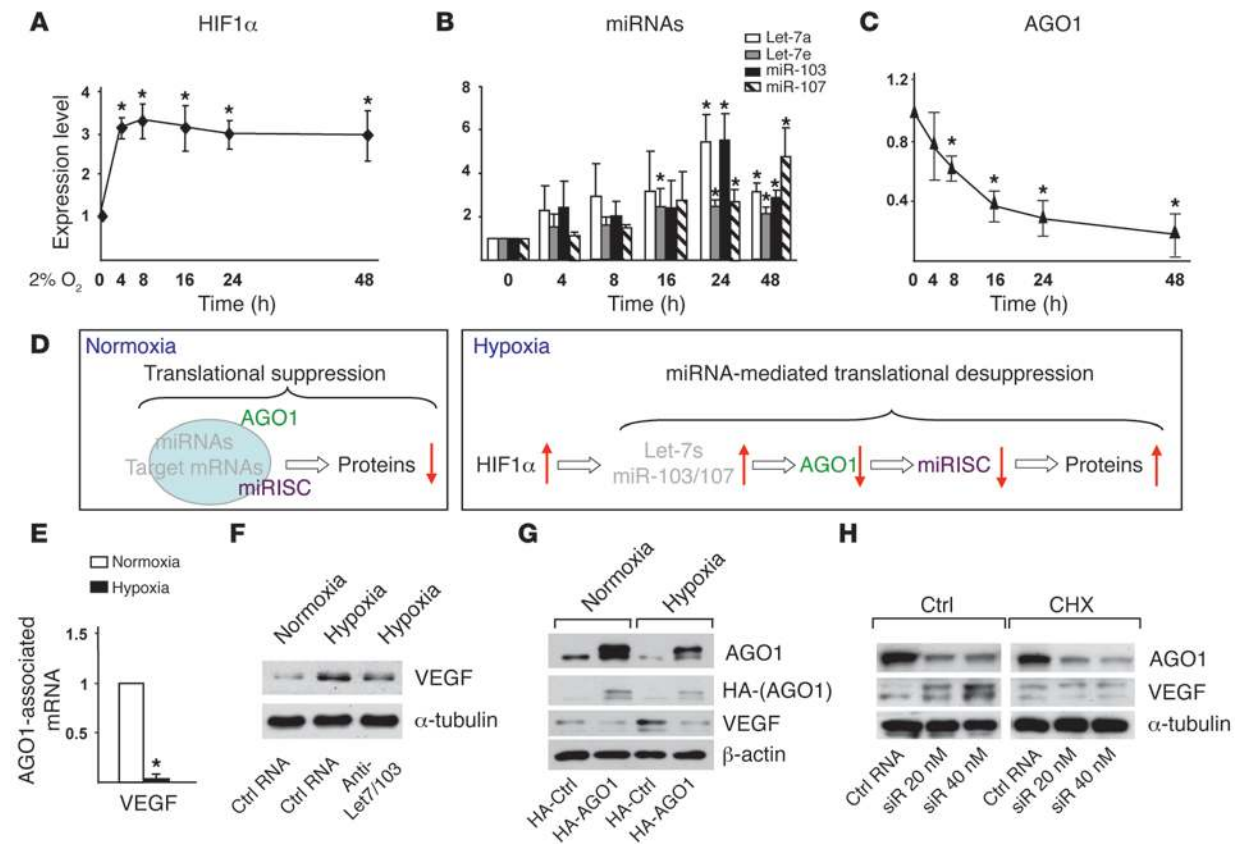 A
HIF1α
Expression level
4
3
2
1
2% O2
0 4 8 16 24 48
Time (h)
* * * * *
B
miRNAs
Let-7a
Let-7e
miR-103
miR-107
8
6
4
2
* * * * * * * * *
0 4 8 16 24 48
Time (h)
C
AGO1
1.2
0.8
0.4
* * * *
0 4 8 16 24 48
Time (h)
D
Normoxia
Translational suppression
AGO1
miRNAs
Target mRNAs
miRISC
Proteins
Hypoxia
miRNA-mediated translational desuppression
HIF1α
Let-7s
miR-103/107
AGO1
miRISC
Proteins
E
Normoxia
Hypoxia
AGO1-associated
mRNA
1.5
1
0.5
*
VEGF
F
Normoxia
Hypoxia
Hypoxia
VEGF
α-tubulin
Ctrl RNA
Ctrl RNA
Anti-
Let7/103
G
Normoxia
Hypoxia
AGO1
HA-(AGO1)
VEGF
β-actin
HA-Ctrl
HA-AGO1
HA-Ctrl
HA-AGO1
H
Ctrl
CHX
AGO1
VEGF
α-tubulin
Ctrl RNA
siR 20 nM
siR 40 nM
Ctrl RNA
siR 20 nM
siR 40 nM